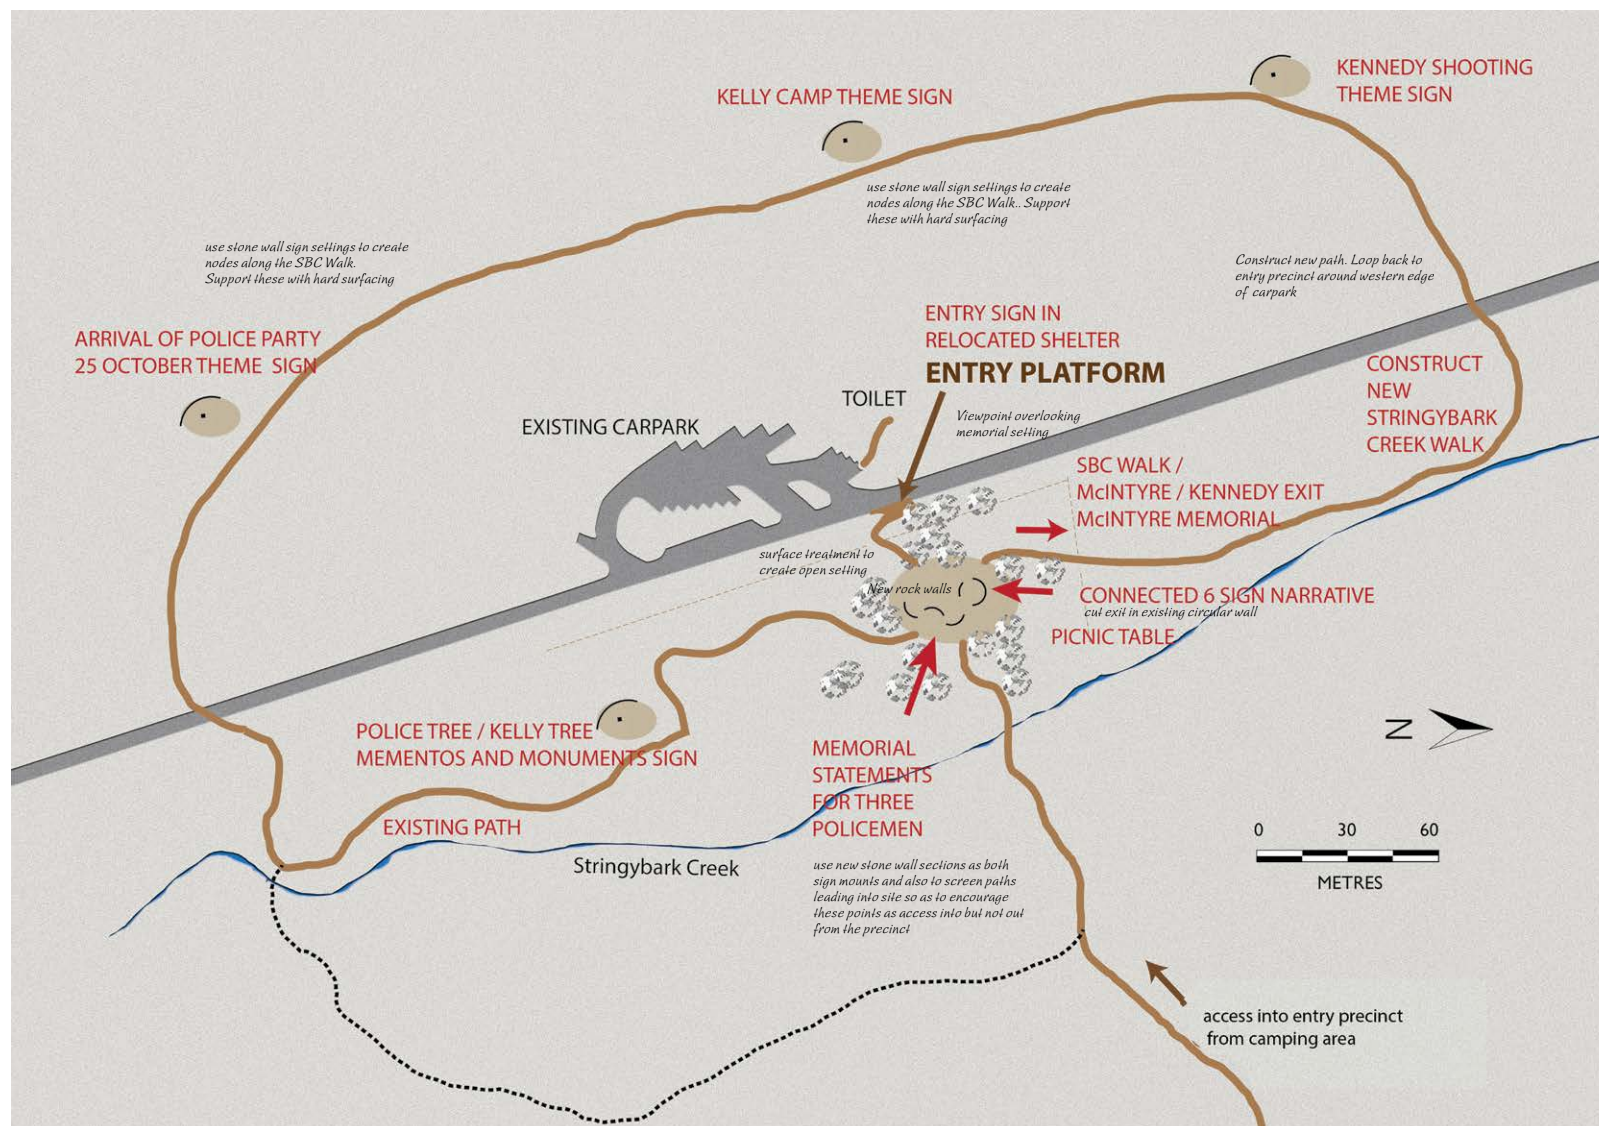 KENNEDY SHOOTING
THEME SIGN
KELLY CAMP THEME SIGN
use stone wall sign settings to create
nodes along the SBC Walk.. Support
these with hard surfacing
use stone wall sign settings to create
nodes along the SBC Walk.
Support these with hard surfacing
Construct new path. Loop back to
entry precinct around western edge
of carpark
ARRIVAL OF POLICE PARTY
25 OCTOBER THEME SIGN
ENTRY SIGN IN
RELOCATED SHELTER
ENTRY PLATFORM
CONSTRUCT
NEW
STRINGYBARK
CREEK WALK
TOILET
EXISTING CARPARK
Viewpoint overlooking
memorial setting
SBC WALK /
McINTYRE / KENNEDY EXIT
McINTYRE MEMORIAL
surface treatment to
create open setting
New rock walls
CONNECTED 6 SIGN NARRATIVE
cut exit in existing circular wall
PICNIC TABLE
POLICE TREE / KELLY TREE
MEMENTOS AND MONUMENTS SIGN
N
MEMORIAL
STATEMENTS
FOR THREE
POLICEMEN
EXISTING PATH
0 30 60
METRES
Stringybark Creek
use new stone wall sections as both
sign mounts and also to screen paths
leading into site so as to encourage
these points as access into but not out
from the precinct
access into entry precinct
from camping area